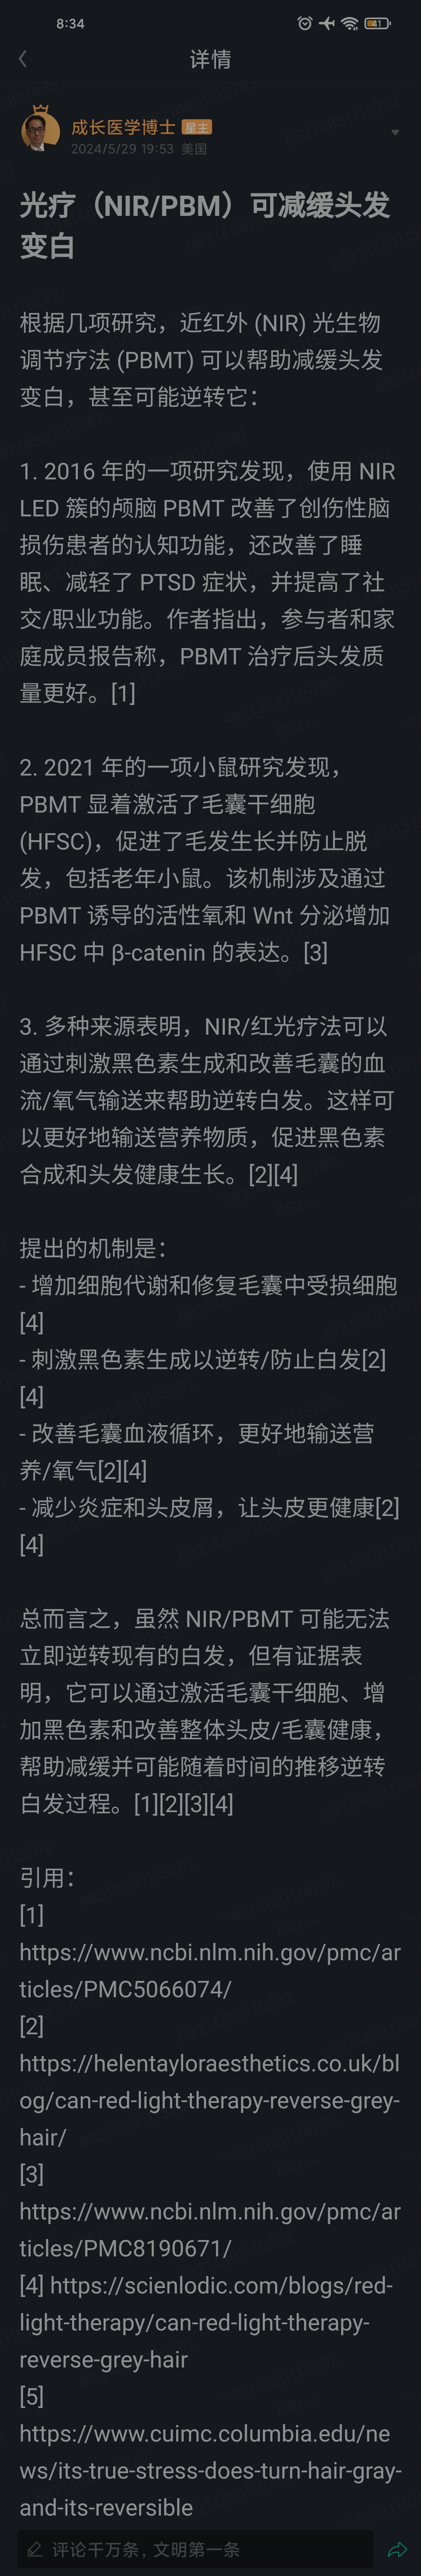 8:34
41
详情
成长医学博士 星主
2024/5/29 19:53 美国
光疗（NIR/PBM）可减缓头发
变白
根据几项研究，近红外 (NIR) 光生物
调节疗法 (PBMT) 可以帮助减缓头发
变白，甚至可能逆转它：
1. 2016 年的一项研究发现，使用 NIR
LED 簇的颅脑 PBMT 改善了创伤性脑
损伤患者的认知功能，还改善了睡
眠、减轻了 PTSD 症状，并提高了社
交/职业功能。作者指出，参与者和家
庭成员报告称，PBMT 治疗后头发质
量更好。[1]
2. 2021 年的一项小鼠研究发现，
PBMT 显着激活了毛囊干细胞
(HFSC)，促进了毛发生长并防止脱
发，包括老年小鼠。该机制涉及通过
PBMT 诱导的活性氧和 Wnt 分泌增加
HFSC 中 β-catenin 的表达。[3]
3. 多种来源表明，NIR/红光疗法可以
通过刺激黑色素生成和改善毛囊的血
流/氧气输送来帮助逆转白发。这样可
以更好地输送营养物质，促进黑色素
合成和头发健康生长。[2][4]
提出的机制是：
- 增加细胞代谢和修复毛囊中受损细胞
[4]
- 刺激黑色素生成以逆转/防止白发[2]
[4]
- 改善毛囊血液循环，更好地输送营
养/氧气[2][4]
- 减少炎症和头皮屑，让头皮更健康[2]
[4]
总而言之，虽然 NIR/PBMT 可能无法
立即逆转现有的白发，但有证据表
明，它可以通过激活毛囊干细胞、增
加黑色素和改善整体头皮/毛囊健康，
帮助减缓并可能随着时间的推移逆转
白发过程。[1][2][3][4]
引用：
[1]
https://www.ncbi.nlm.nih.gov/pmc/ar
ticles/PMC5066074/
[2]
https://helentayloraesthetics.co.uk/bl
og/can-red-light-therapy-reverse-grey-
hair/
[3]
https://www.ncbi.nlm.nih.gov/pmc/ar
ticles/PMC8190671/
[4] https://scienlodic.com/blogs/red-
light-therapy/can-red-light-therapy-
reverse-grey-hair
[5]
https://www.cuimc.columbia.edu/ne
ws/its-true-stress-does-turn-hair-gray-
and-its-reversible
评论千万条，文明第一条